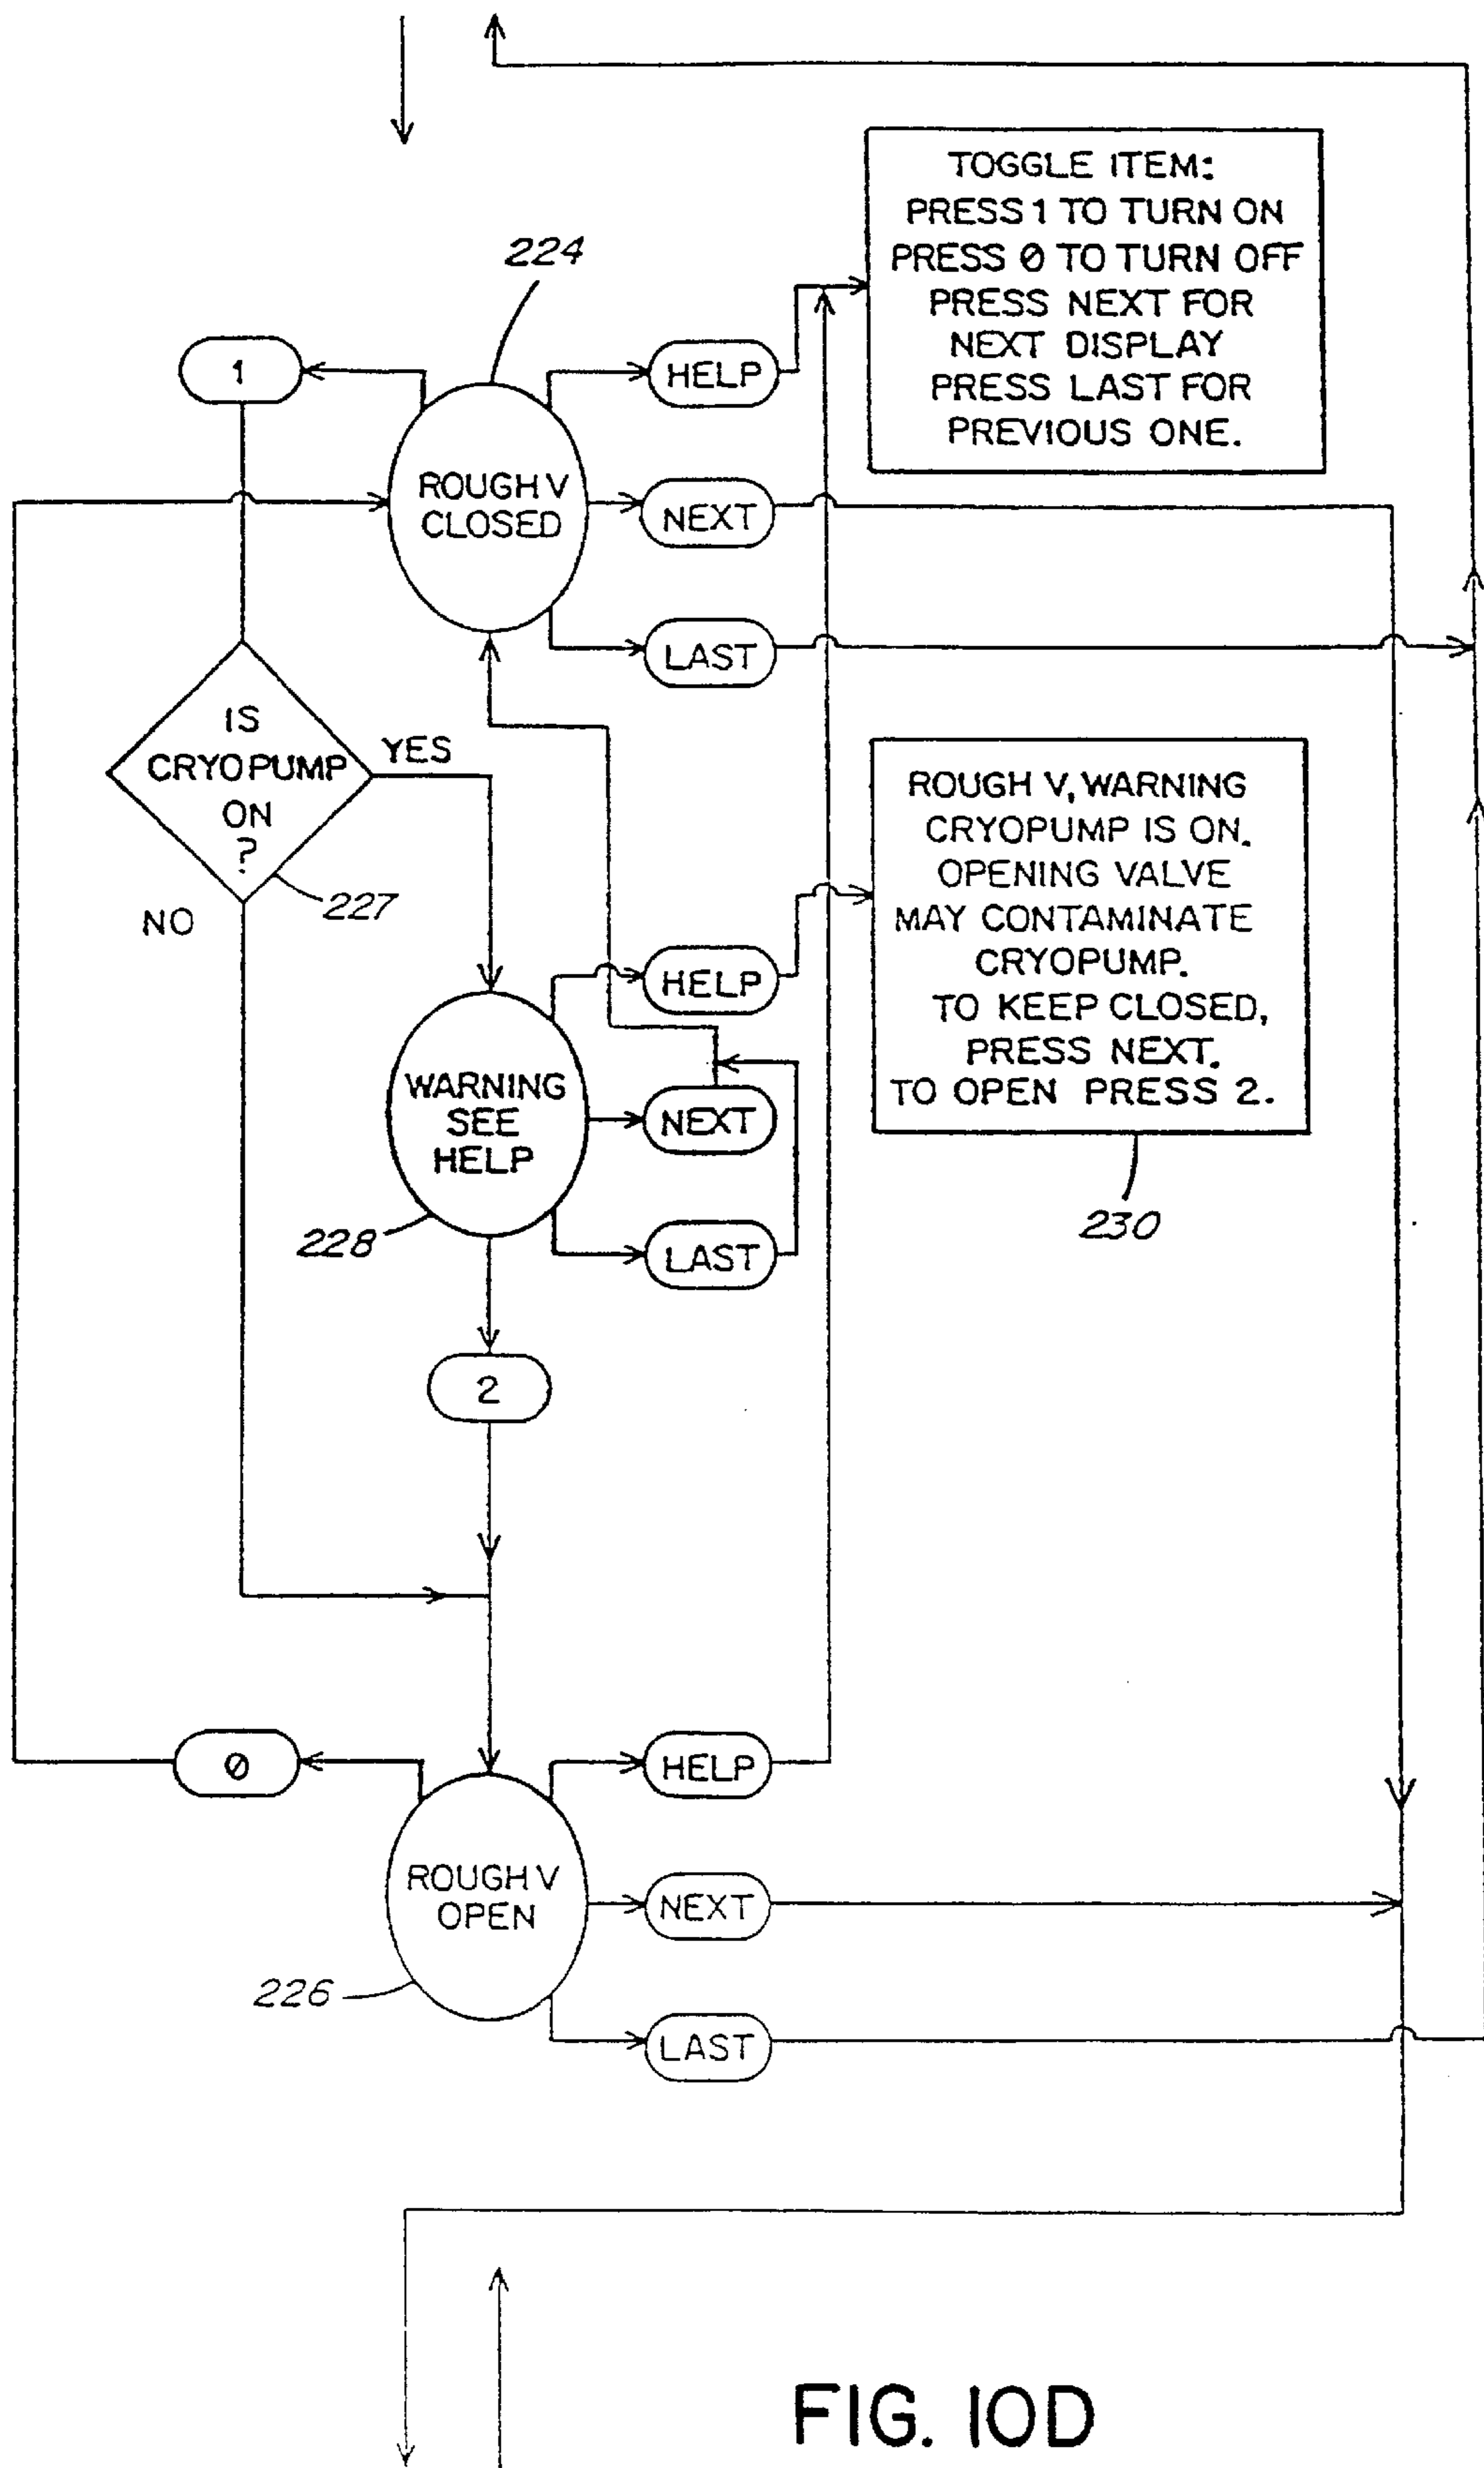 TOGGLE ITEM:
PRESS 1 TO TURN ON
PRESS 0 TO TURN OFF
PRESS NEXT FOR
NEXT DISPLAY
PRESS LAST FOR
PREVIOUS ONE.
224
1
HELP
ROUGH V
CLOSED
NEXT
LAST
IS
CRYOPUMP
ON
?
YES
NO
227
ROUGH V, WARNING
CRYOPUMP IS ON.
OPENING VALVE
MAY CONTAMINATE
CRYOPUMP.
TO KEEP CLOSED,
PRESS NEXT.
TO OPEN PRESS 2.
230
HELP
WARNING
SEE
HELP
NEXT
228
LAST
2
0
HELP
ROUGH V
OPEN
NEXT
226
LAST
FIG. 10D